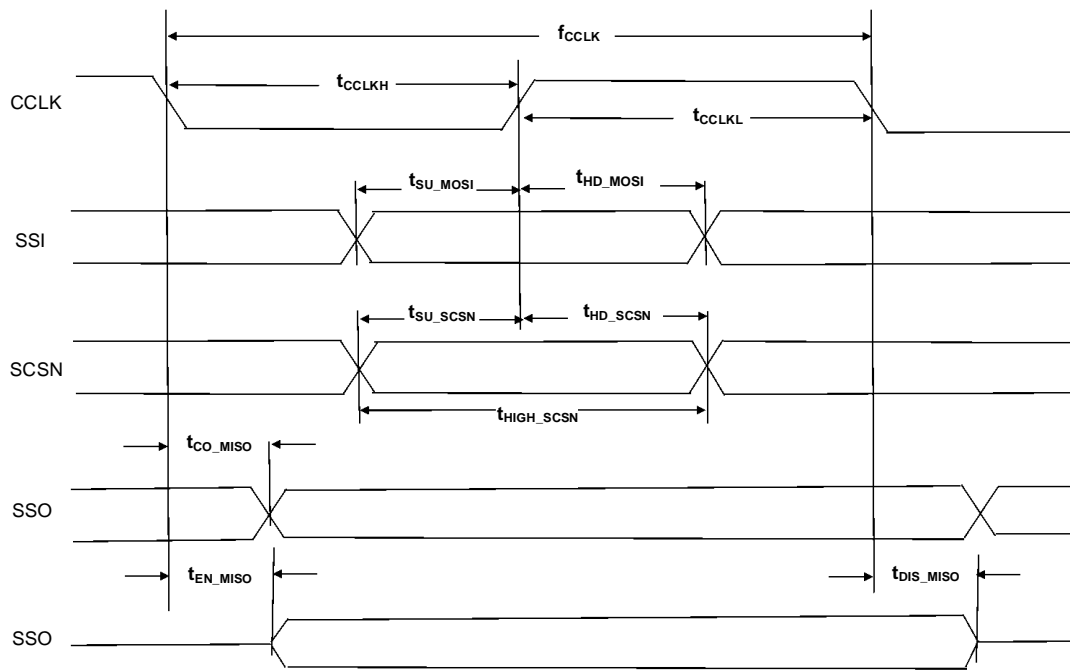 fCCLK
tCCLKH
CCLK
tCCLKL
tSU_MOSI
tHD_MOSI
SSI
tSU_SCSN
tHD_SCSN
SCSN
tHIGH_SCSN
tCO_MISO
SSO
tEN_MISO
tDIS_MISO
SSO